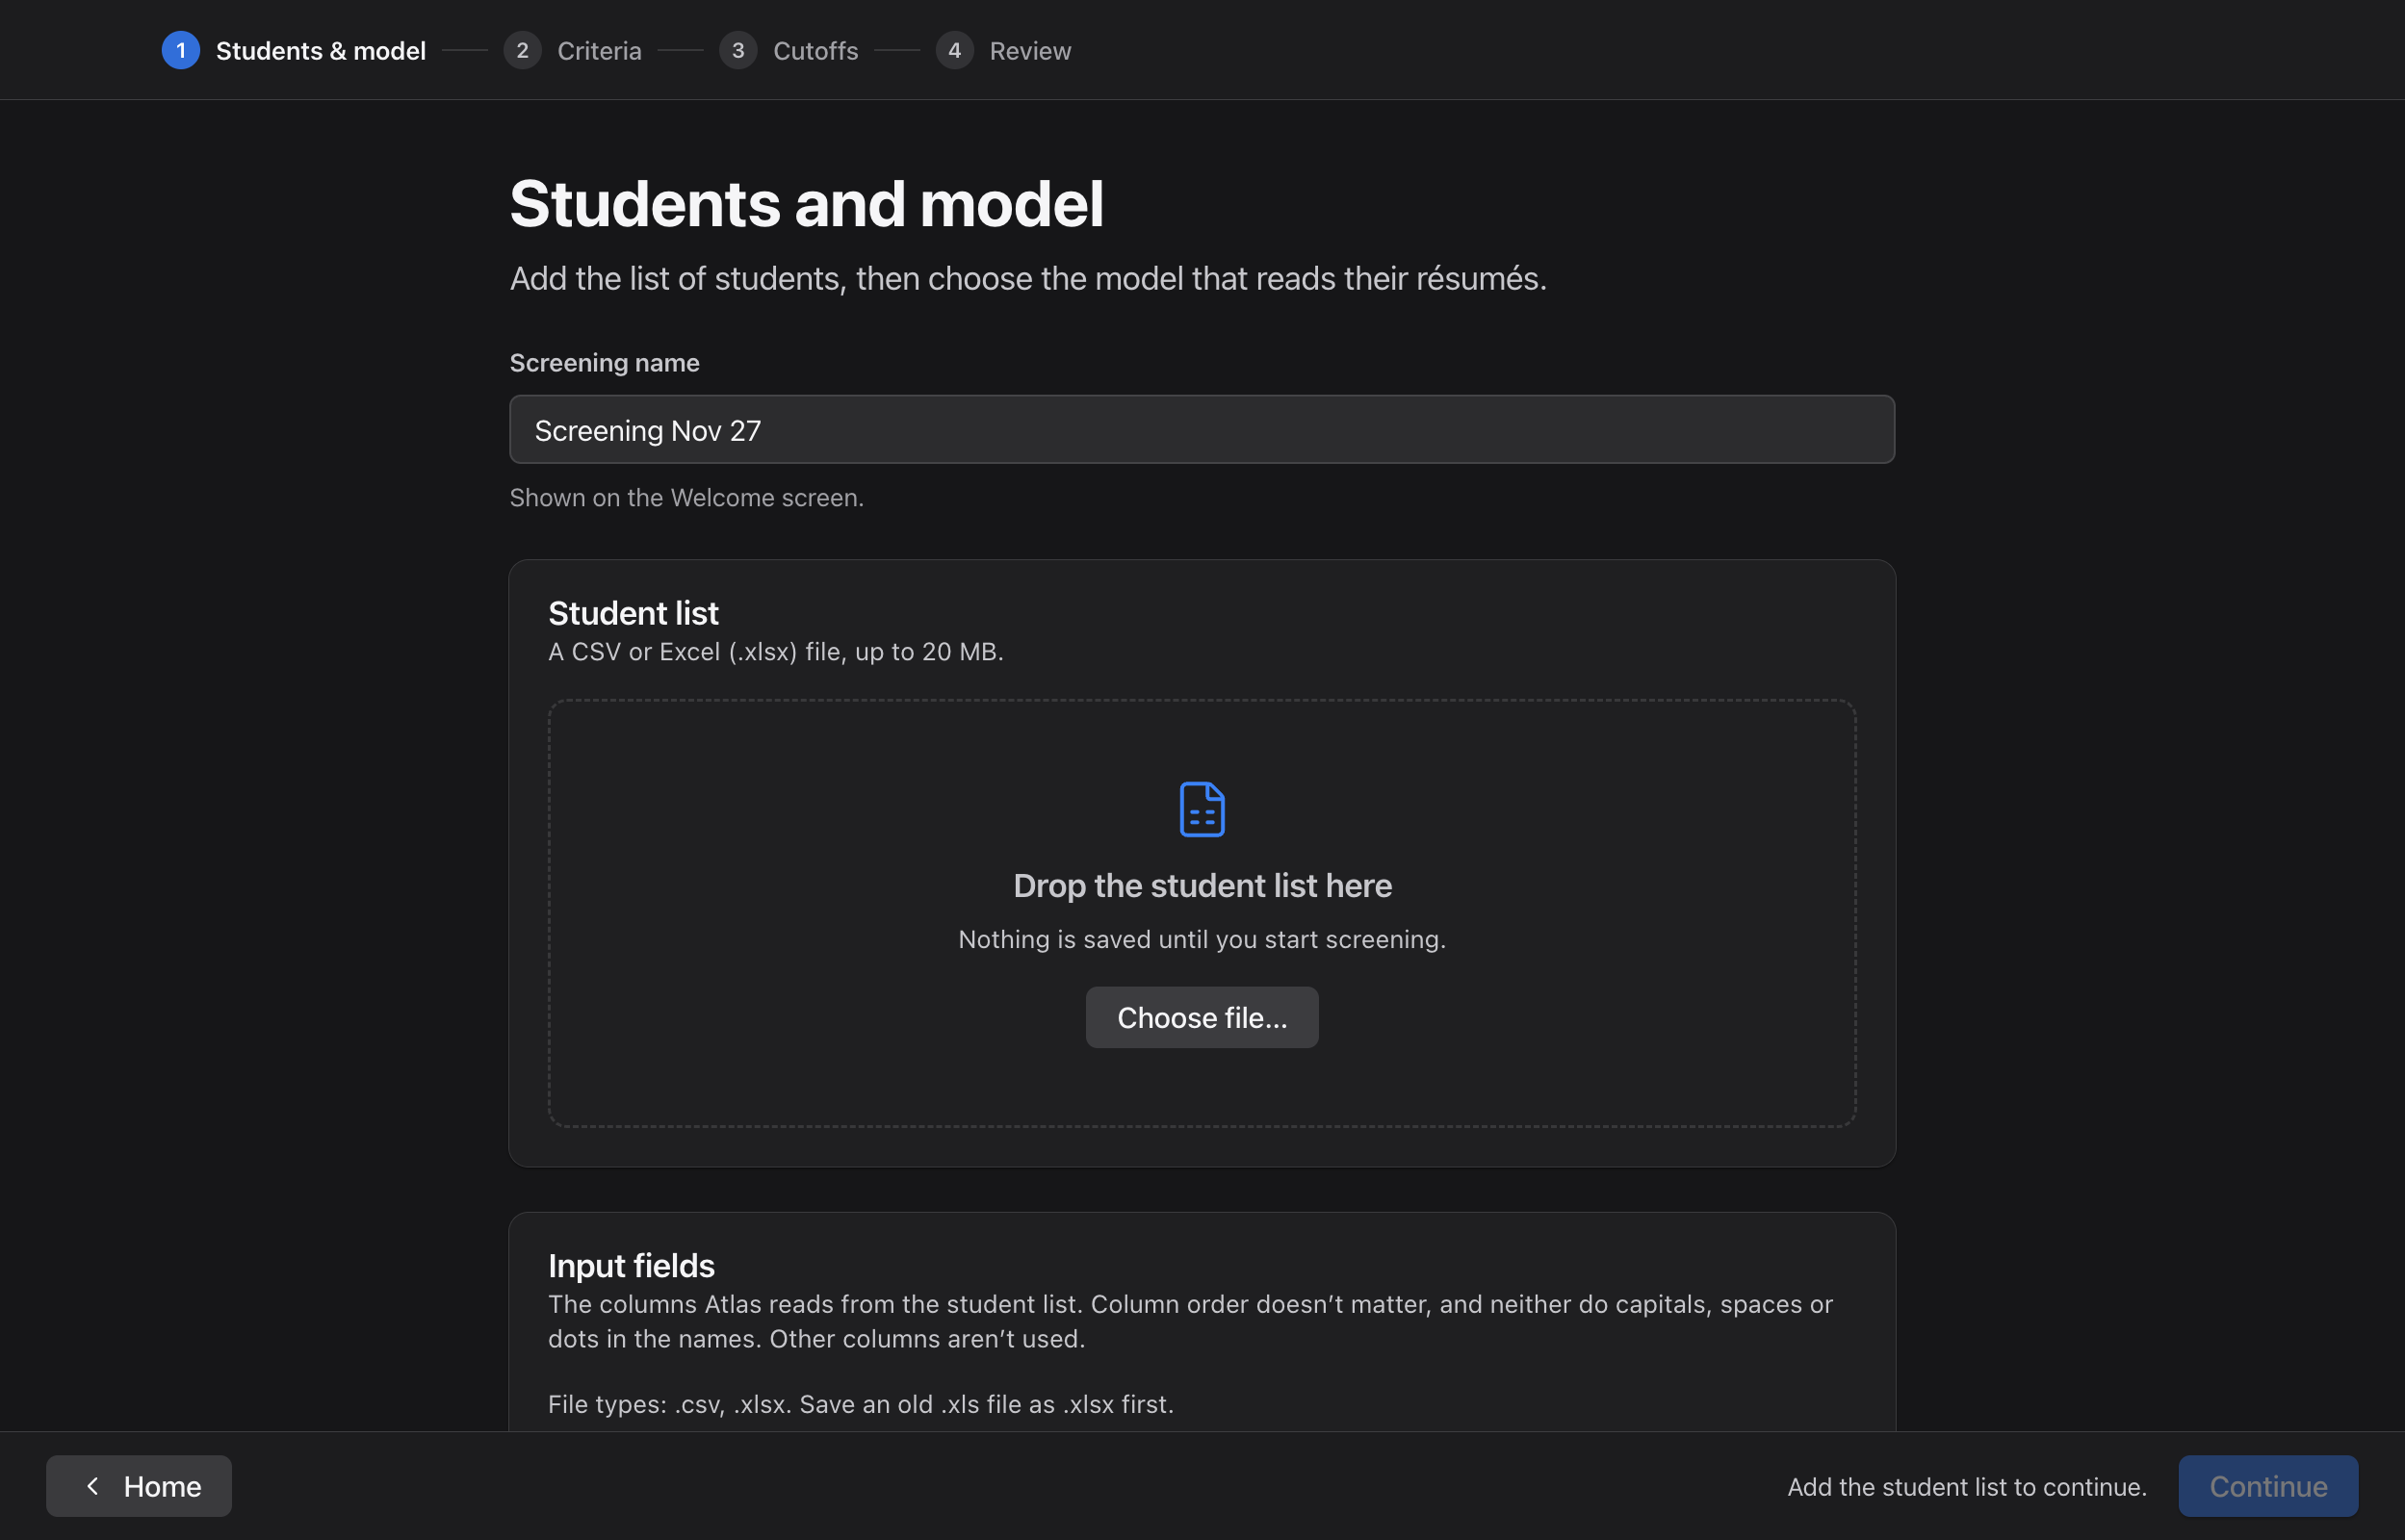 1 Students & model 2 Criteria 3 Cutoffs 4 Review
Students and model
Add the list of students, then choose the model that reads their résumés.
Screening name
Screening Nov 27
Shown on the Welcome screen.
Student list
A CSV or Excel (.xlsx) file, up to 20 MB.
Drop the student list here
Nothing is saved until you start screening.
Choose file...
Input fields
The columns Atlas reads from the student list. Column order doesn’t matter, and neither do capitals, spaces or
dots in the names. Other columns aren’t used.
File types: .csv, .xlsx. Save an old .xls file as .xlsx first.
Home Add the student list to continue. Continue